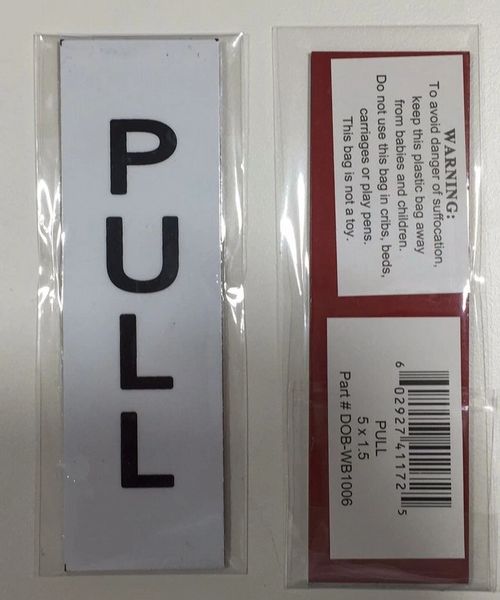 PULL
WARNING:
To avoid danger of suffocation,
keep this plastic bag away
from babies and children.
Do not use this bag in cribs, beds,
carriages or play pens.
This bag is not a toy.
6 02927 41172 5
PULL
5 x 1.5
Part # DOB-WB1006